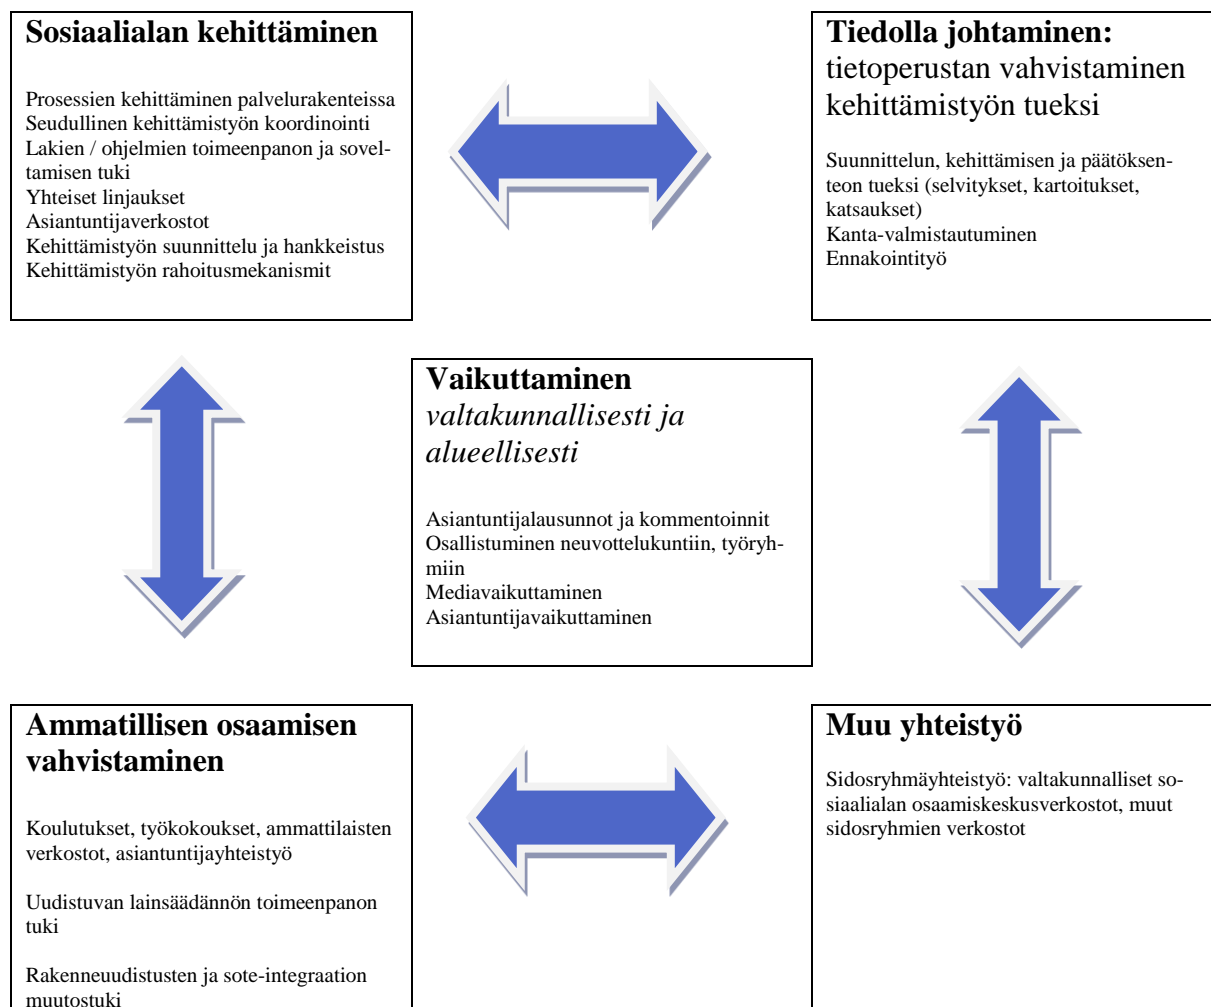 Sosiaalialan kehittäminen
Prosessien kehittäminen palvelurakenteissa
Seudullinen kehittämistyön koordinointi
Lakien / ohjelmien toimeenpanon ja sovel-
tamisen tuki
Yhteiset linjaukset
Asiantuntijaverkostot
Kehittämistyön suunnittelu ja hankkeistus
Kehittämistyön rahoitusmekanismit
Tiedolla johtaminen:
tietoperustan vahvistaminen
kehittämistyön tueksi
Suunnittelun, kehittämisen ja päätöksen-
teon tueksi (selvitykset, kartoitukset,
katsaukset)
Kanta-valmistautuminen
Ennakointityö
Vaikuttaminen
valtakunnallisesti ja
alueellisesti
Asiantuntijalausunnot ja kommentoinnit
Osallistuminen neuvottelukuntiin, työryh-
miin
Mediavaikuttaminen
Asiantuntijavaikuttaminen
Ammatillisen osaamisen
vahvistaminen
Koulutukset, työkokoukset, ammattilaisten
verkostot, asiantuntijayhteistyö
Uudistuvan lainsäädännön toimeenpanon
tuki
Rakenneuudistusten ja sote-integraation
muutostuki
Muu yhteistyö
Sidosryhmäyhteistyö: valtakunnalliset so-
siaalialan osaamiskeskusverkostot, muut
sidosryhmien verkostot